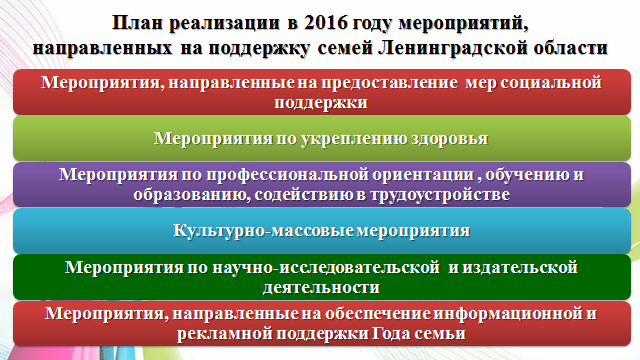 План реализации в 2016 году мероприятий,
направленных на поддержку семей Ленинградской области
Мероприятия, направленные на предоставление мер социальной
поддержки
Мероприятия по укреплению здоровья
Мероприятия по профессиональной ориентации , обучению и
образованию, содействию в трудоустройстве
Культурно-массовые мероприятия
Мероприятия по научно-исследовательской и издательской
деятельности
Мероприятия, направленные на обеспечение информационной и
рекламной поддержки Года семьи